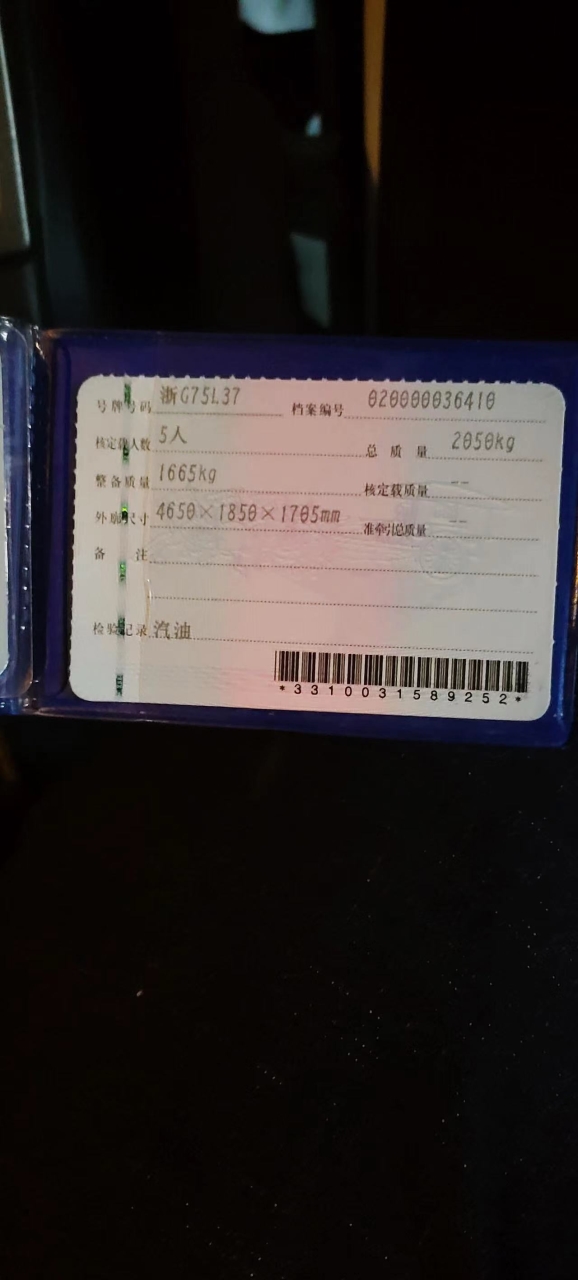 号牌号码 浙G75L37 档案编号 020000036410
核定载人数 5人 总质量 2050kg
整备质量 1665kg 核定载质量 --
外廓尺寸 4650×1850×1705mm 准牵引总质量 --
备注
检验记录 汽油
*3310031589252*